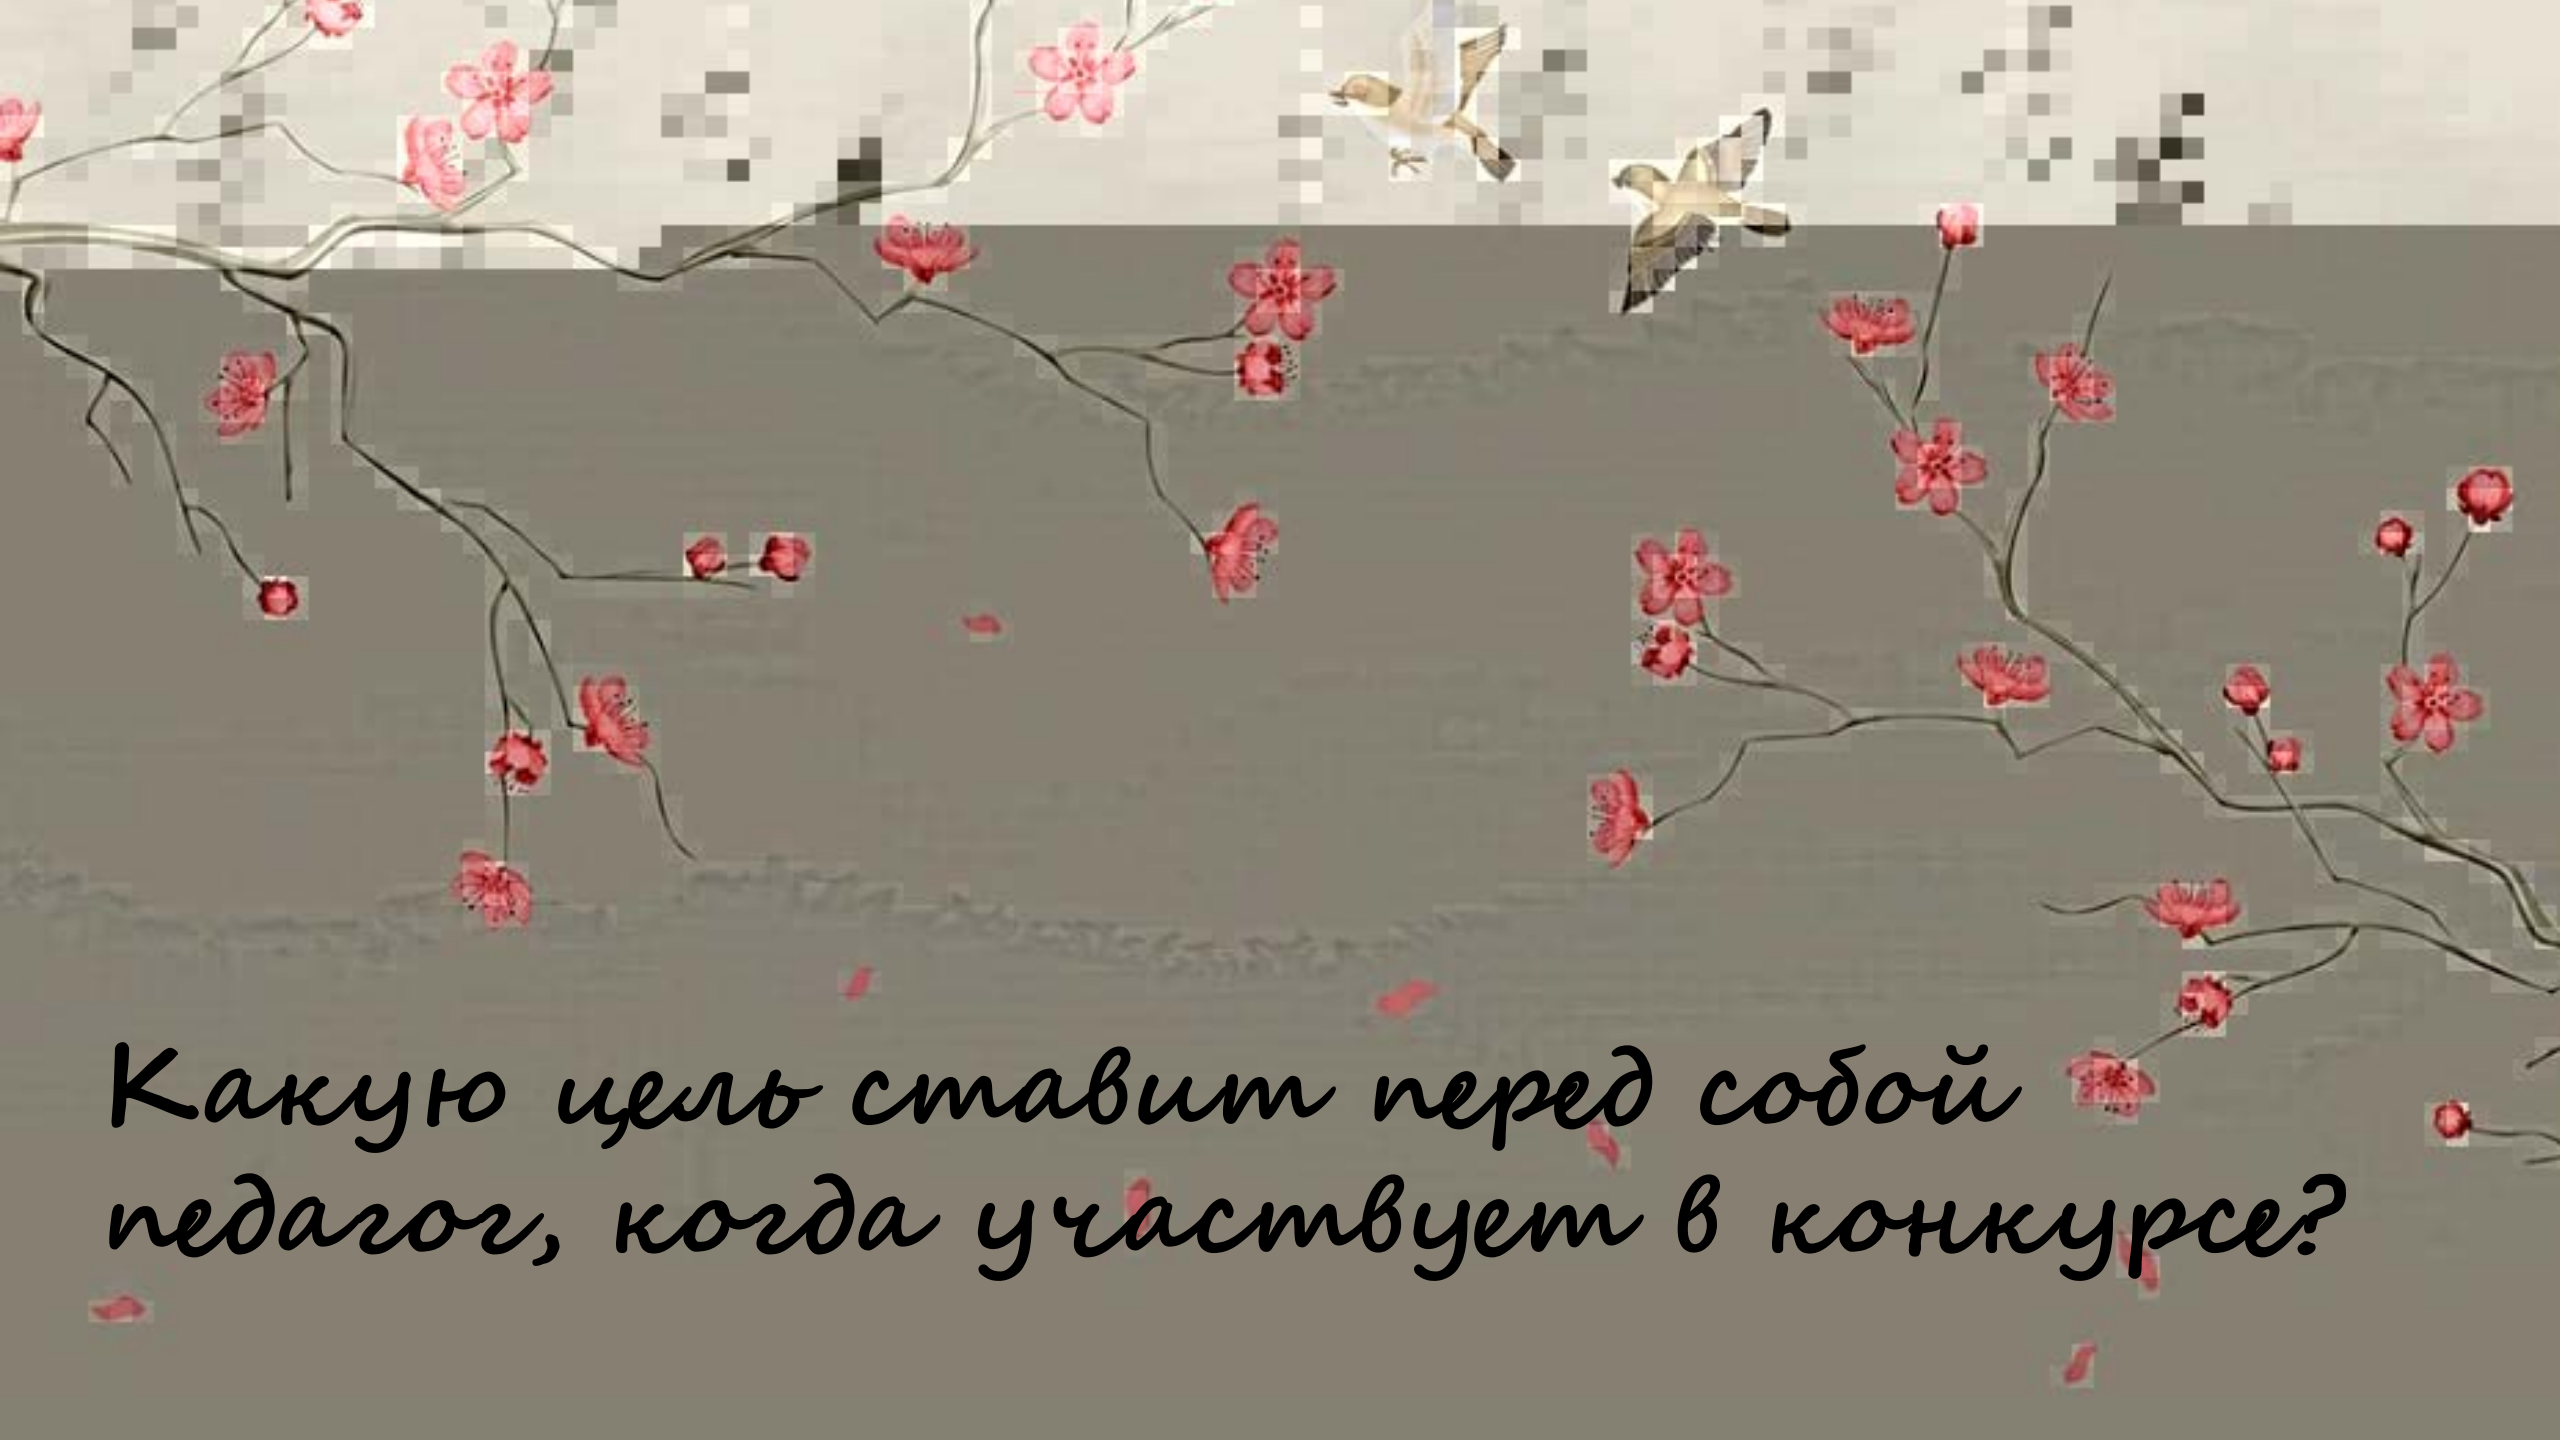 Какую цель ставит перед собой
педагог, когда участвует в конкурсе?